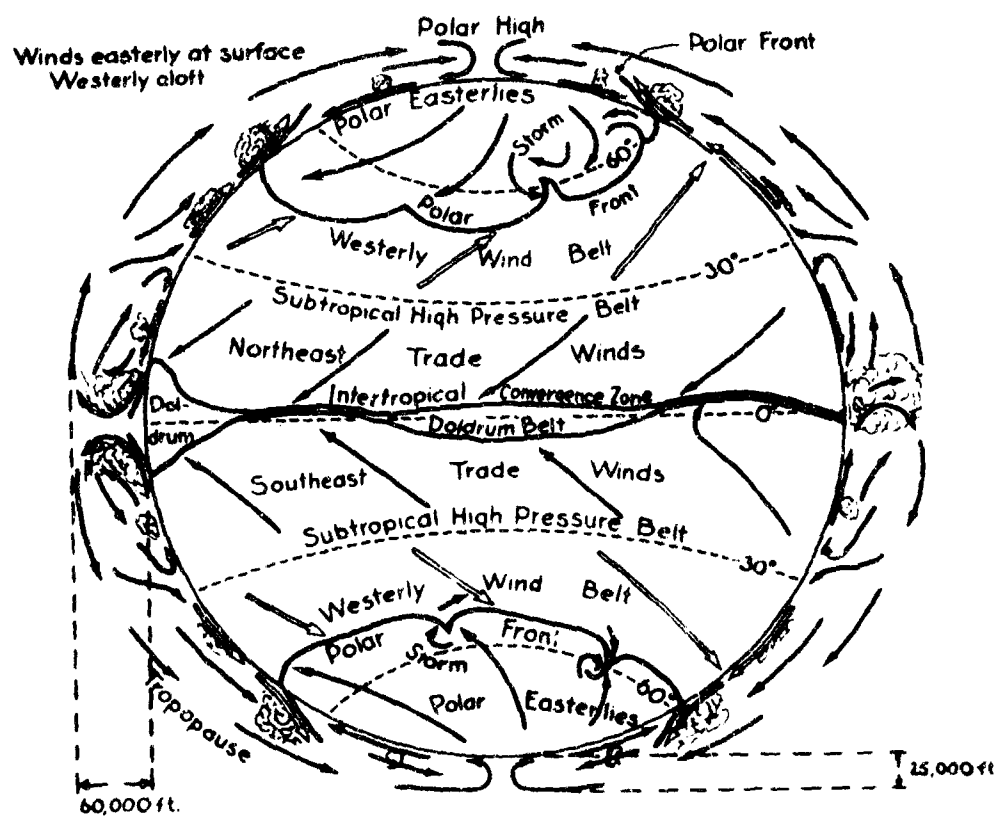 Polar High
Winds easterly at surface
Westerly aloft
Polar Front
Polar Easterlies
Storm
60°
Polar Front
Westerly Wind Belt
30°
Subtropical High Pressure Belt
Northeast Trade Winds
Intertropical Convergence Zone
Dol-
drum
0°
Doldrum Belt
Southeast Trade Winds
Subtropical High Pressure Belt
30°
Westerly Wind Belt
Polar Front
Storm
60°
Polar Easterlies
Tropopause
60,000 ft.
25,000 ft